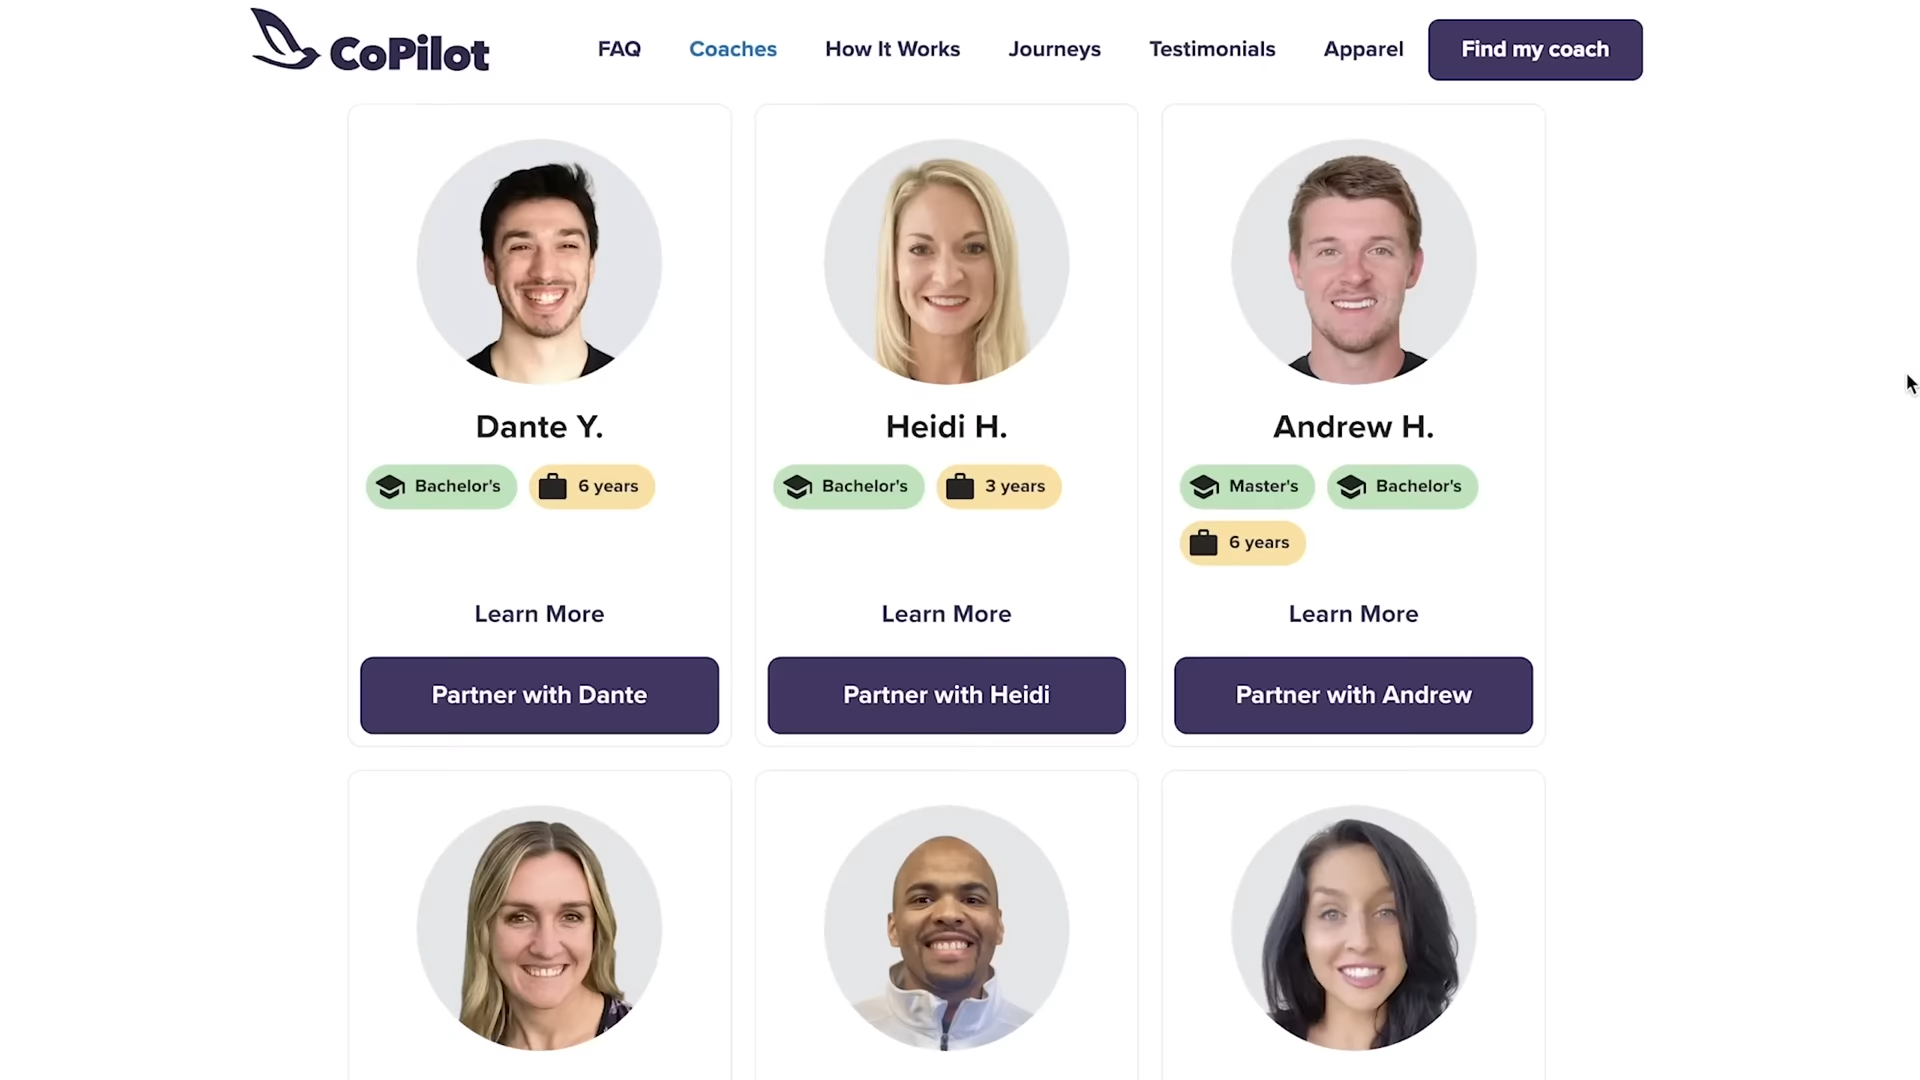 CoPilot
FAQ
Coaches
How It Works
Journeys
Testimonials
Apparel
Find my coach
Dante Y.
Bachelor's
6 years
Learn More
Partner with Dante
Heidi H.
Bachelor's
3 years
Learn More
Partner with Heidi
Andrew H.
Master's
Bachelor's
6 years
Learn More
Partner with Andrew